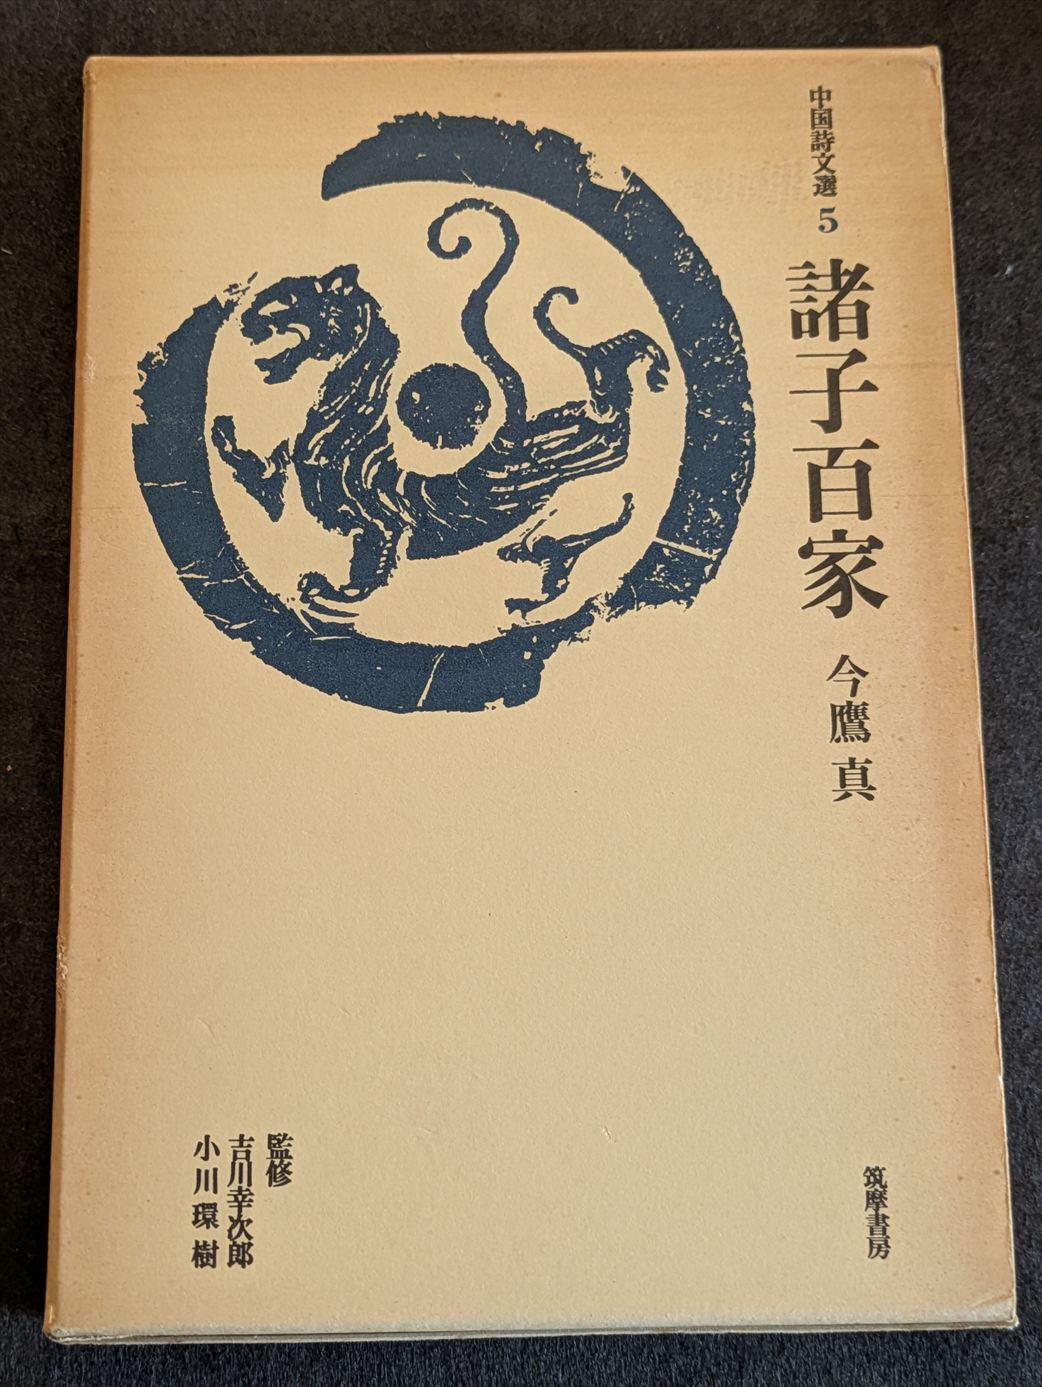 中国詩文選 5
諸子百家
今鷹 真
監修
吉川幸次郎
小川環樹
筑摩書房